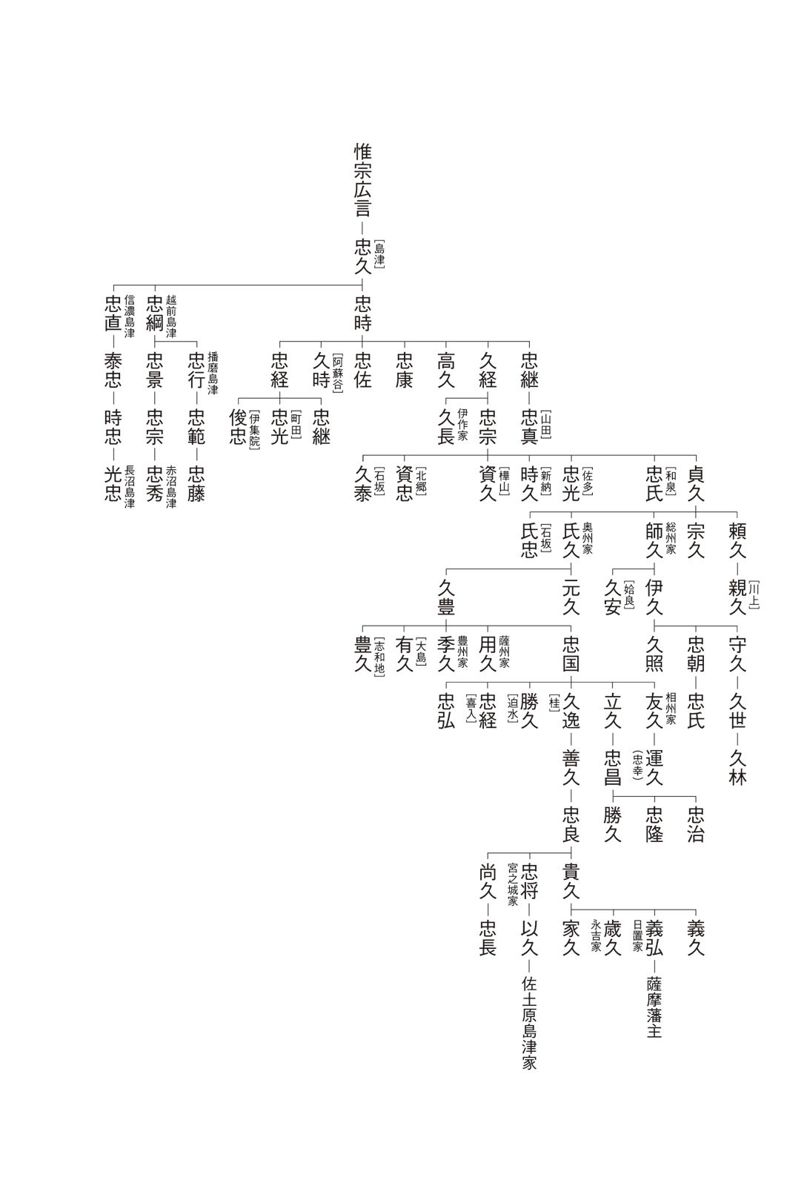 惟宗広言
忠久
［島津］
忠時
忠綱
越前島津
忠直
信濃島津
忠継
久経
高久
忠康
忠佐
久時
［阿蘇谷］
忠経
忠行
播磨島津
忠景
泰忠
忠真
［山田］
忠宗
久長
伊作家
忠継
忠光
［町田］
俊忠
［伊集院］
忠範
忠宗
時忠
貞久
忠氏
［和泉］
忠光
［佐多］
時久
［新納］
資久
［樺山］
資忠
［北郷］
久泰
［石坂］
忠藤
忠秀
赤沼島津
光忠
長沼島津
頼久
宗久
師久
総州家
氏久
奥州家
氏忠
［石坂］
親久
［川上］
伊久
久安
［姶良］
元久
久豊
守久
忠朝
久照
忠国
用久
薩州家
季久
豊州家
有久
［大島］
豊久
［志和地］
久世
忠氏
友久
相州家
立久
久逸
［桂］
勝久
［迫水］
忠経
［喜入］
忠弘
久林
運久
（忠幸）
忠昌
善久
忠治
忠隆
勝久
忠良
貴久
忠将
宮之城家
尚久
義久
義弘
日置家
歳久
永吉家
家久
以久
忠長
薩摩藩主
佐土原島津家